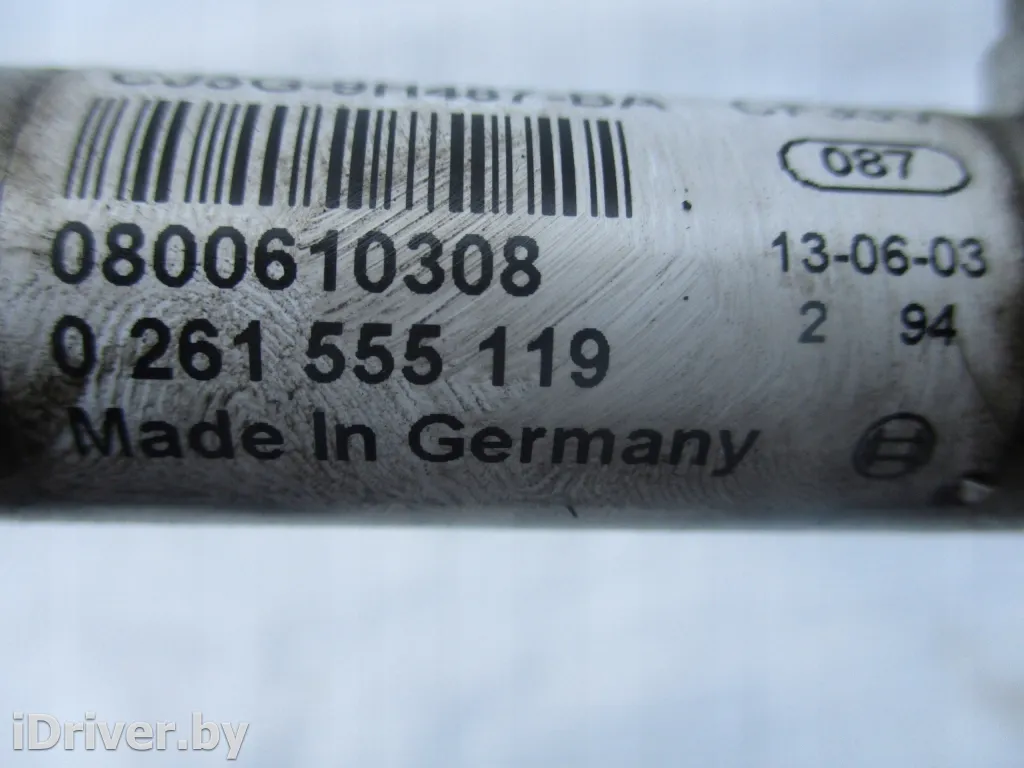 087
0800610308
13-06-03
0 261 555 119
2 94
Made In Germany
iDriver.by